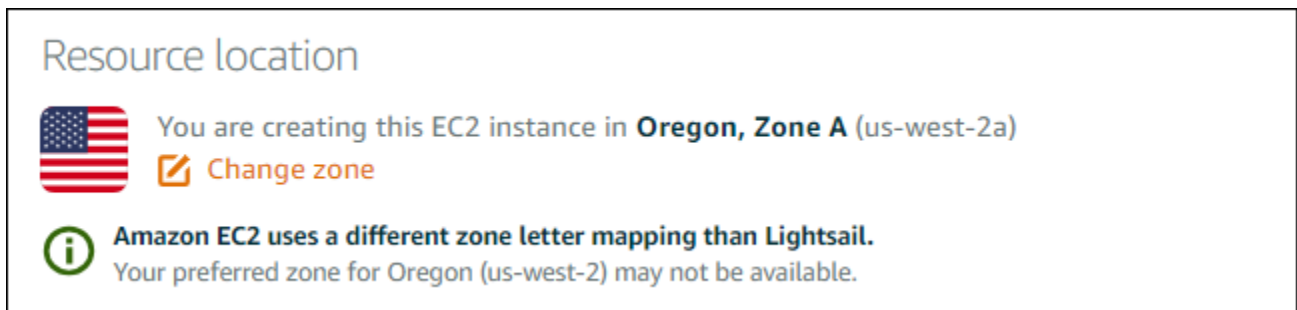 Resource location
You are creating this EC2 instance in Oregon, Zone A (us-west-2a)
Change zone
Amazon EC2 uses a different zone letter mapping than Lightsail.
Your preferred zone for Oregon (us-west-2) may not be available.